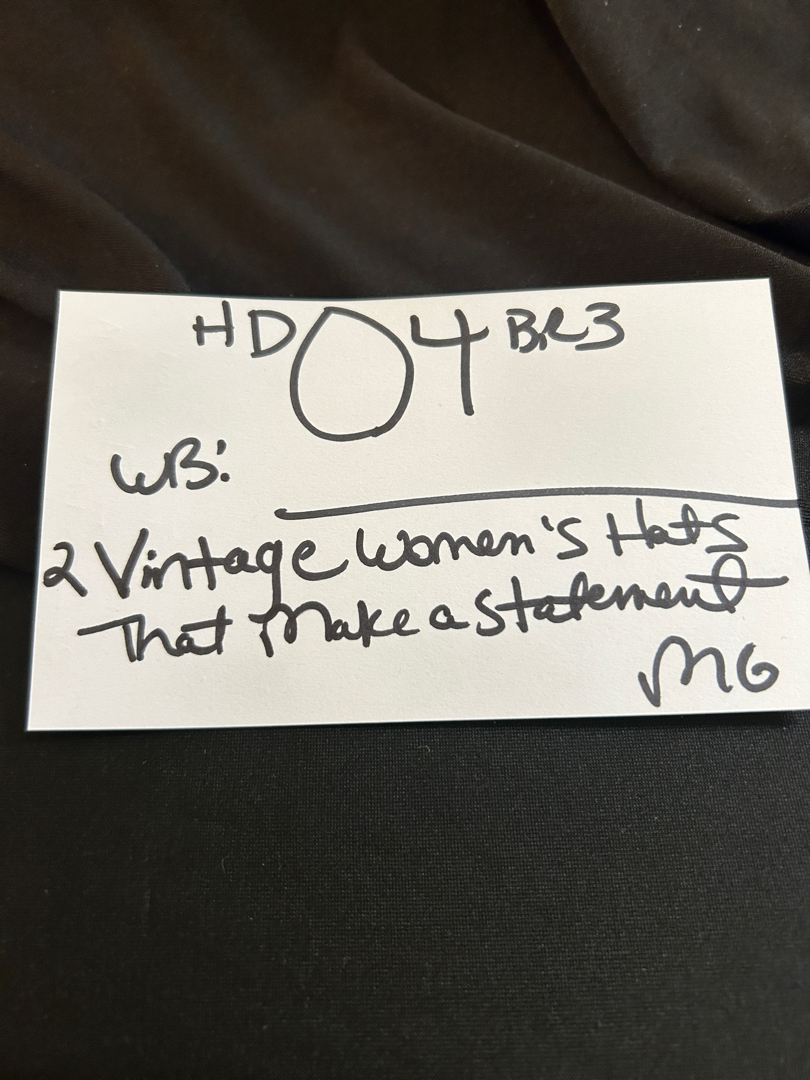 HD 04 BR3
WB:
2 Vintage Women's Hats
That Make a Statement
MG